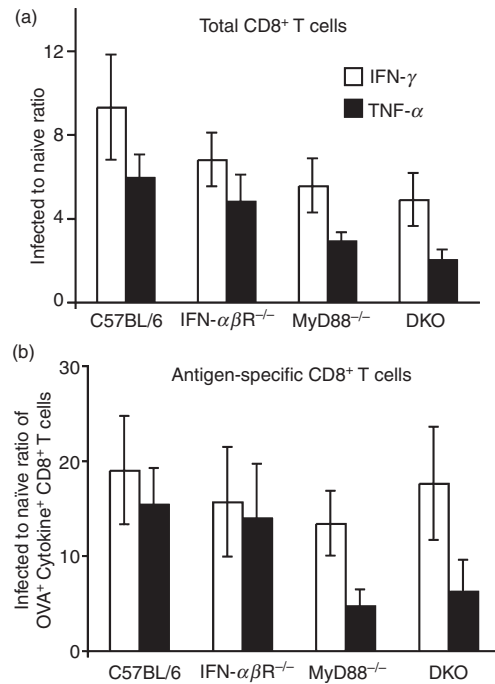 (a)
Total CD8⁺ T cells
Infected to naive ratio
12
8
4
0
IFN-γ
TNF-α
C57BL/6 IFN-αβR⁻/⁻ MyD88⁻/⁻ DKO
(b)
Antigen-specific CD8⁺ T cells
Infected to naïve ratio of
OVA⁺ Cytokine⁺ CD8⁺ T cells
30
20
10
0
C57BL/6 IFN-αβR⁻/⁻ MyD88⁻/⁻ DKO